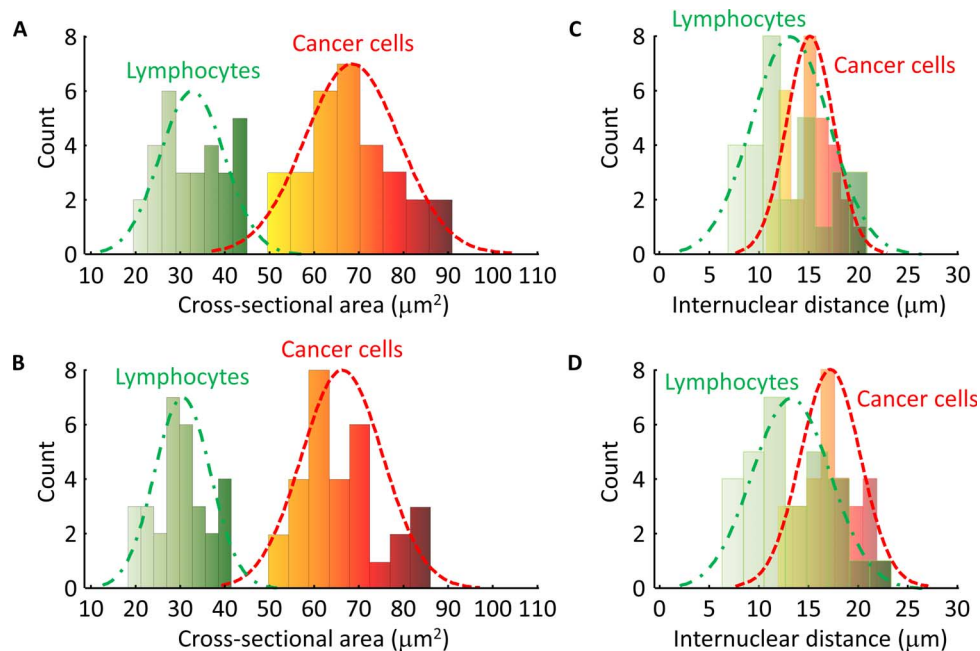 A
8
6
4
2
0
Count
Lymphocytes
Cancer cells
10 20 30 40 50 60 70 80 90 100 110
Cross-sectional area (μm²)
C
8
6
4
2
0
Count
Lymphocytes
Cancer cells
0 5 10 15 20 25 30
Internuclear distance (μm)
B
8
6
4
2
0
Count
Lymphocytes
Cancer cells
10 20 30 40 50 60 70 80 90 100 110
Cross-sectional area (μm²)
D
8
6
4
2
0
Count
Lymphocytes
Cancer cells
0 5 10 15 20 25 30
Internuclear distance (μm)